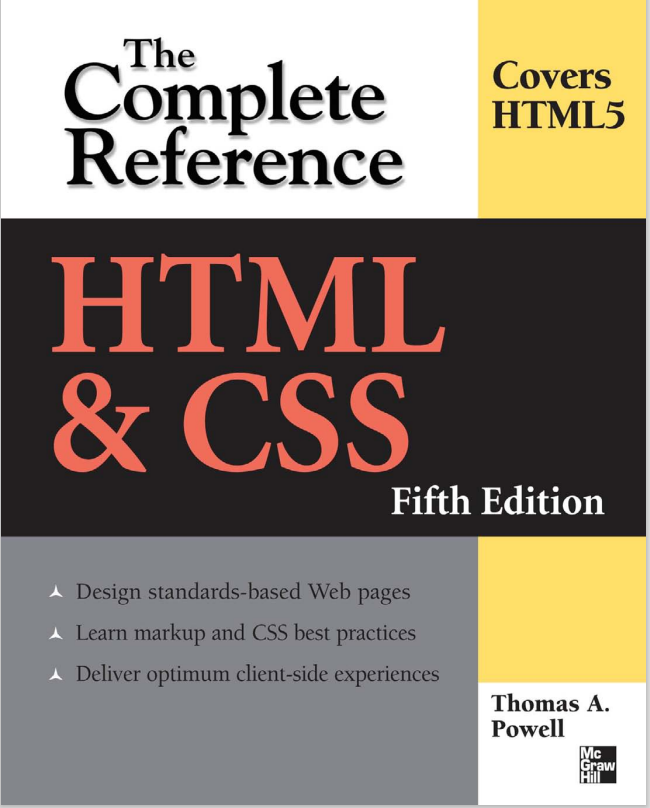 The
Complete
Reference
Covers
HTML5
HTML
& CSS
Fifth Edition
Design standards-based Web pages
Learn markup and CSS best practices
Deliver optimum client-side experiences
Thomas A.
Powell
Mc
Graw
Hill